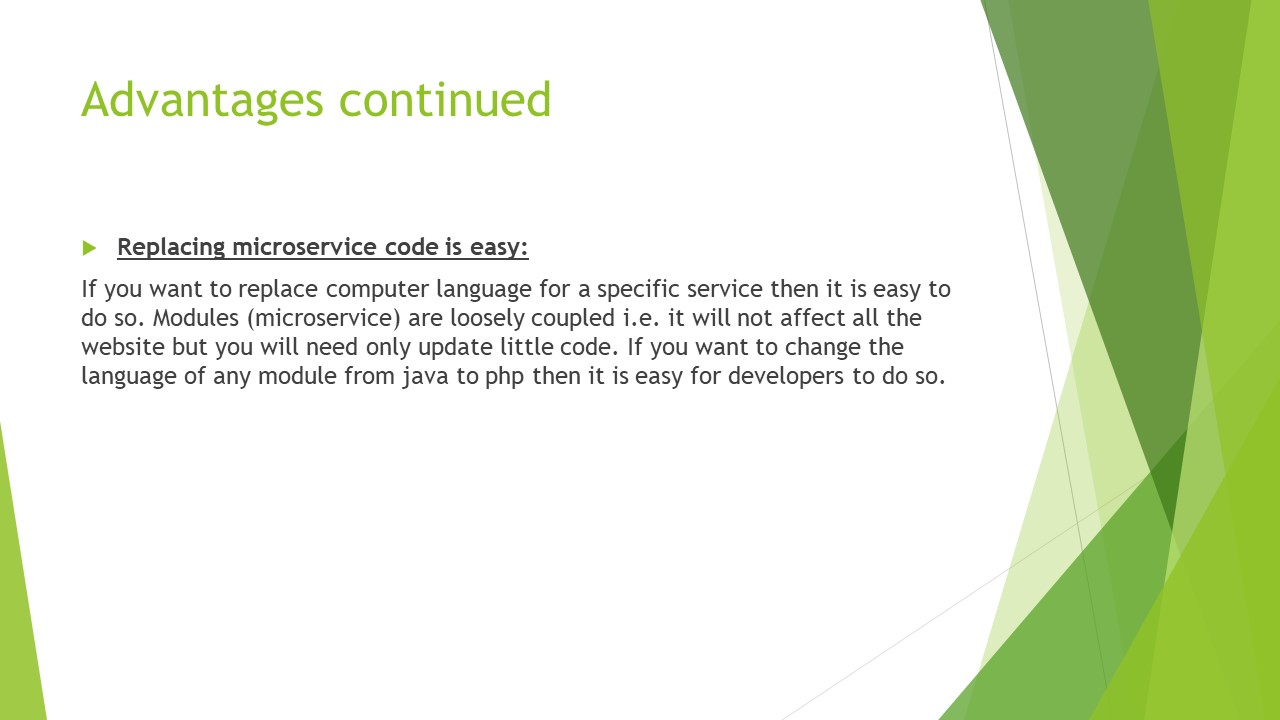 Advantages continued
Replacing microservice code is easy:
If you want to replace computer language for a specific service then it is easy to
do so. Modules (microservice) are loosely coupled i.e. it will not affect all the
website but you will need only update little code. If you want to change the
language of any module from java to php then it is easy for developers to do so.